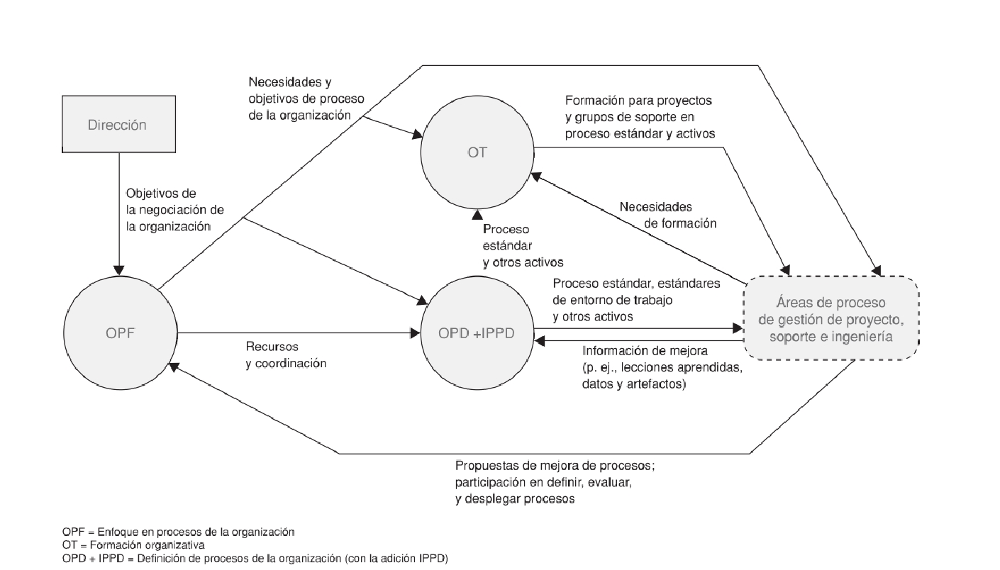 Necesidades y
objetivos de proceso
de la organización
Dirección
Formación para proyectos
y grupos de soporte en
proceso estándar y activos
OT
Objetivos de
la negociación de
la organización
Necesidades
de formación
Proceso
estándar
y otros activos
Proceso estándar, estándares
de entorno de trabajo
y otros activos
Áreas de proceso
de gestión de proyecto,
soporte e ingeniería
OPF
OPD +IPPD
Recursos
y coordinación
Información de mejora
(p. ej., lecciones aprendidas,
datos y artefactos)
Propuestas de mejora de procesos;
participación en definir, evaluar,
y desplegar procesos
OPF = Enfoque en procesos de la organización
OT = Formación organizativa
OPD + IPPD = Definición de procesos de la organización (con la adición IPPD)